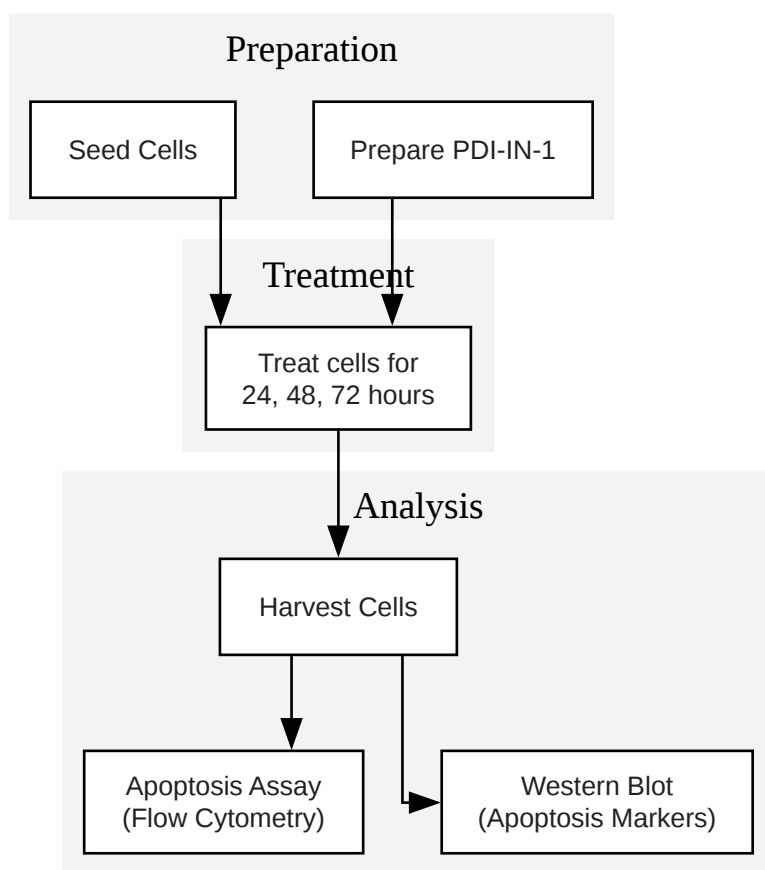 Preparation
Seed Cells
Prepare PDI-IN-1
Treatment
Treat cells for
24, 48, 72 hours
Analysis
Harvest Cells
Apoptosis Assay
(Flow Cytometry)
Western Blot
(Apoptosis Markers)